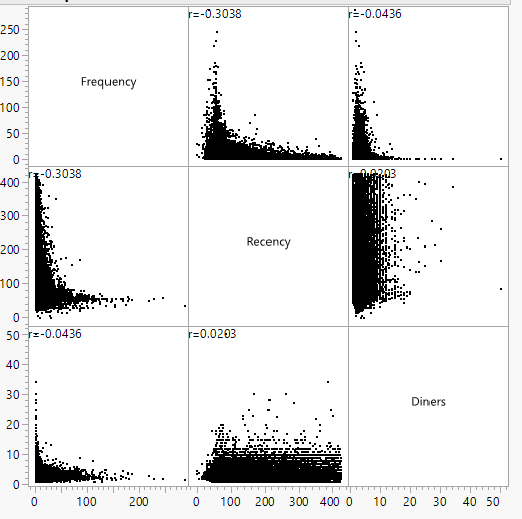 r=-0.3038 r=-0.0436
250
200
Frequency
150
100
50
0
r=-0.3038 r=0.0203
400
300
Recency
200
100
0
r=-0.0436 r=0.0203
50
40
30
Diners
20
10
0
0 100 200 0 100 200 300 400 0 10 20 30 40 50